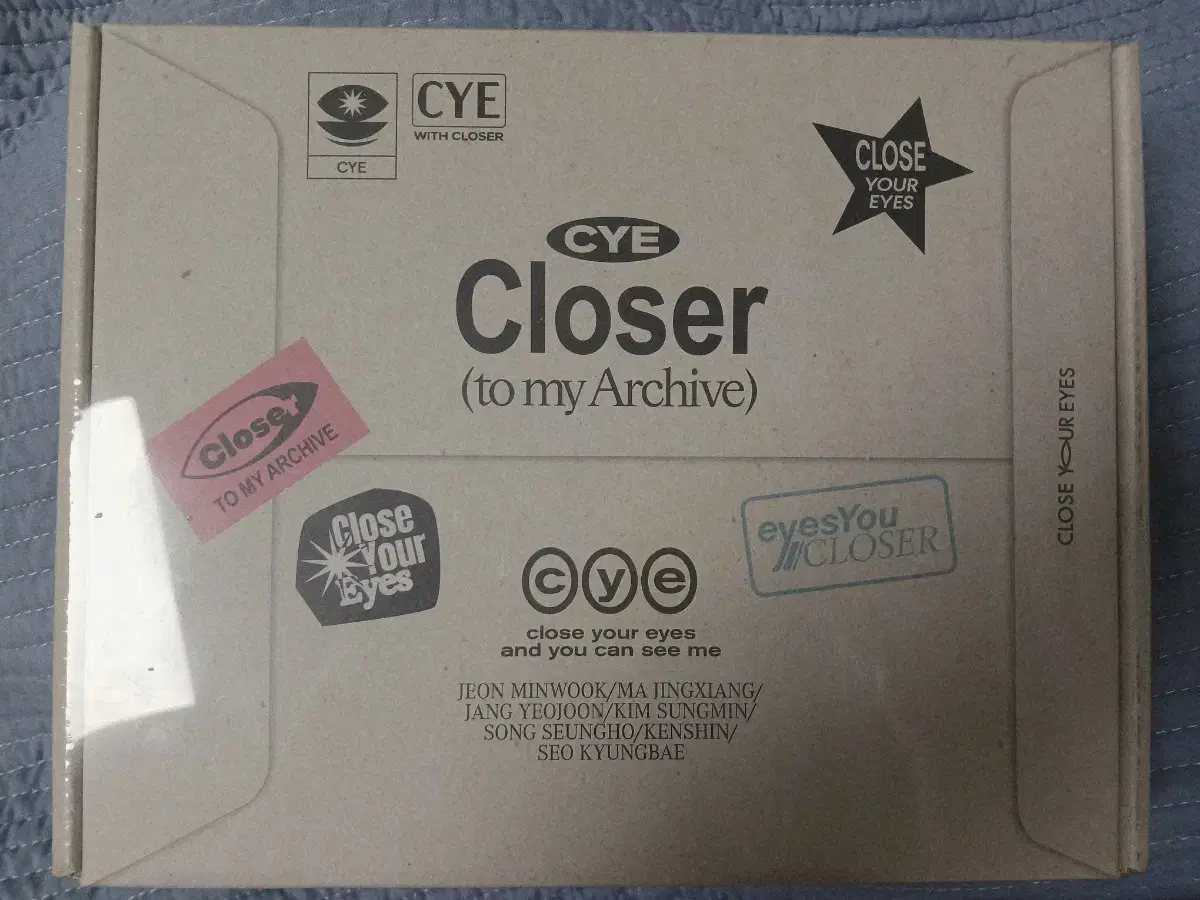 CYE
CYE
WITH CLOSER
CLOSE
YOUR
EYES
CYE
Closer
(to my Archive)
Closer
TO MY ARCHIVE
Close
Your
Eyes
eyesYou
CLOSER
CLOSE YOUR EYES
cye
close your eyes
and you can see me
JEON MINWOOK/MA JINGXIANG/
JANG YEOJOON/KIM SUNGMIN/
SONG SEUNGHO/KENSHIN/
SEO KYUNGBAE